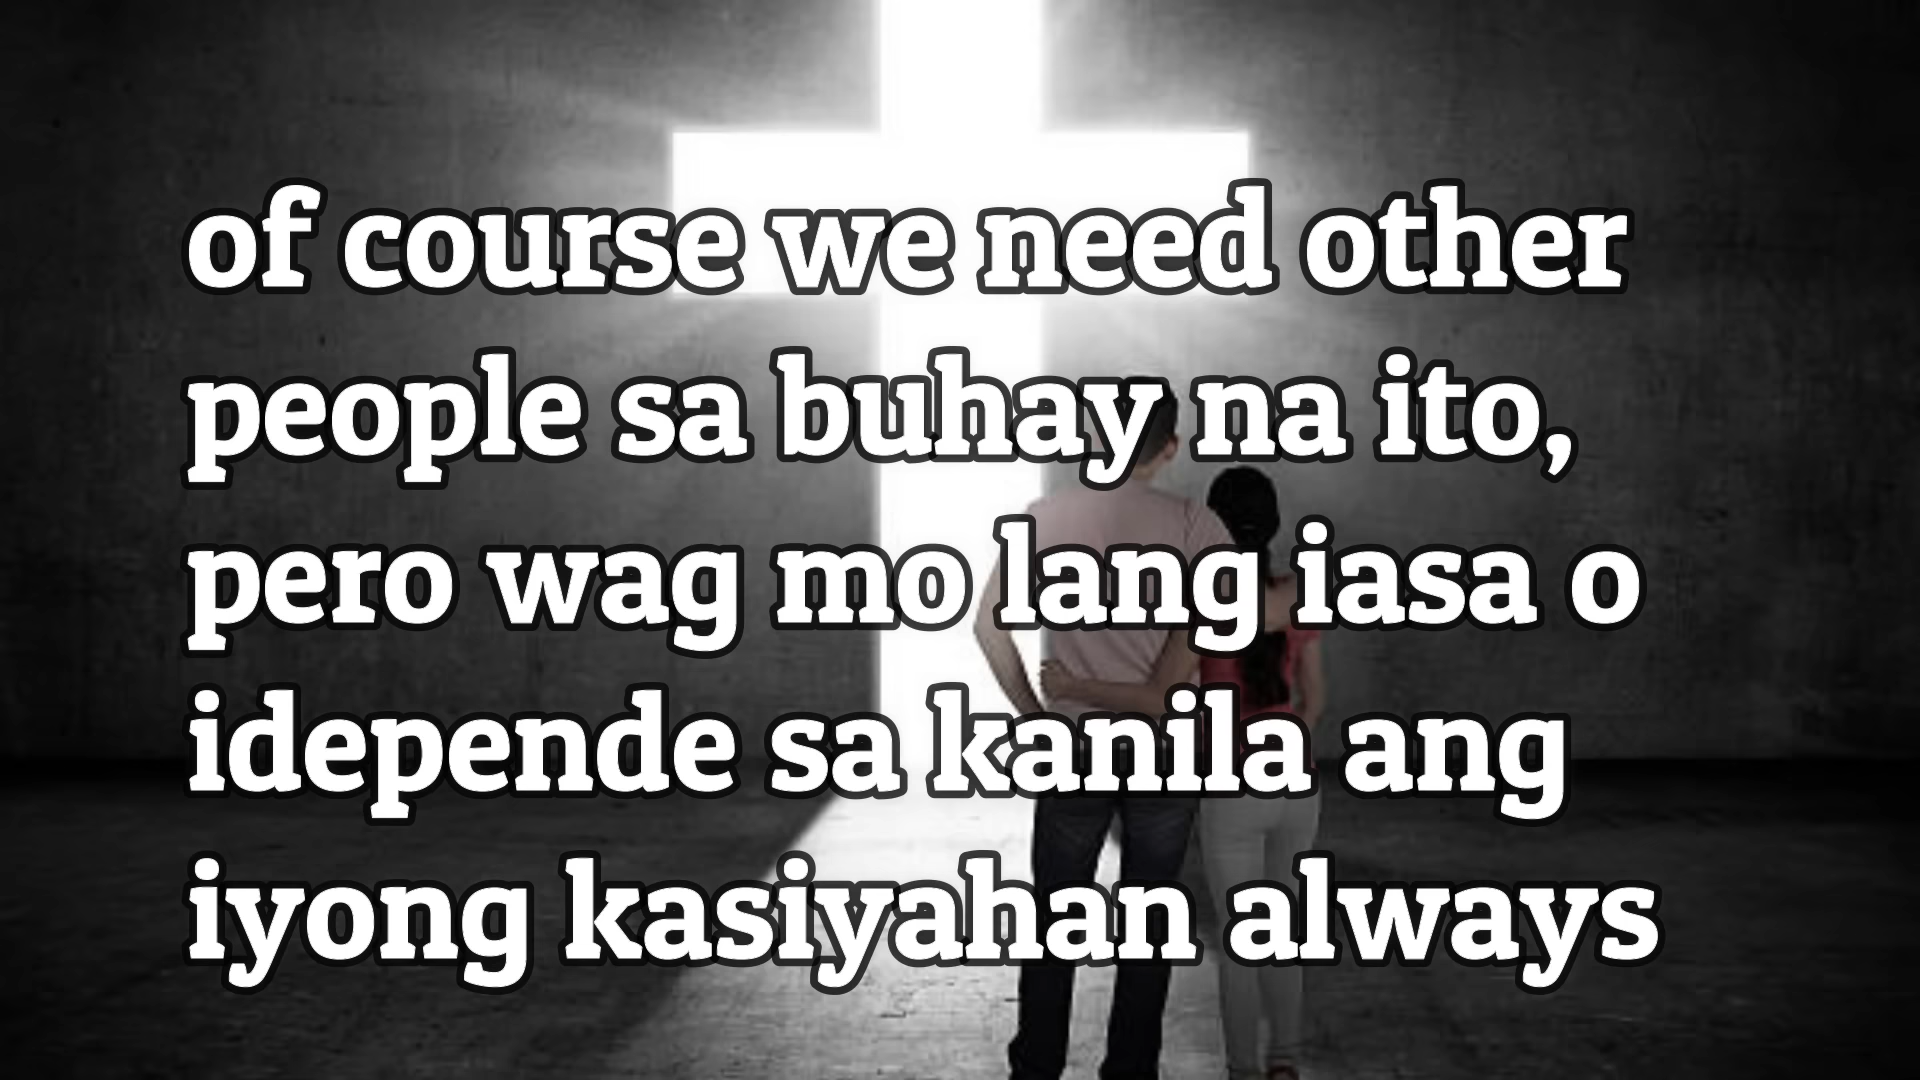 of course we need other
people sa buhay na ito,
pero wag mo lang iasa o
idepende sa kanila ang
iyong kasiyahan always